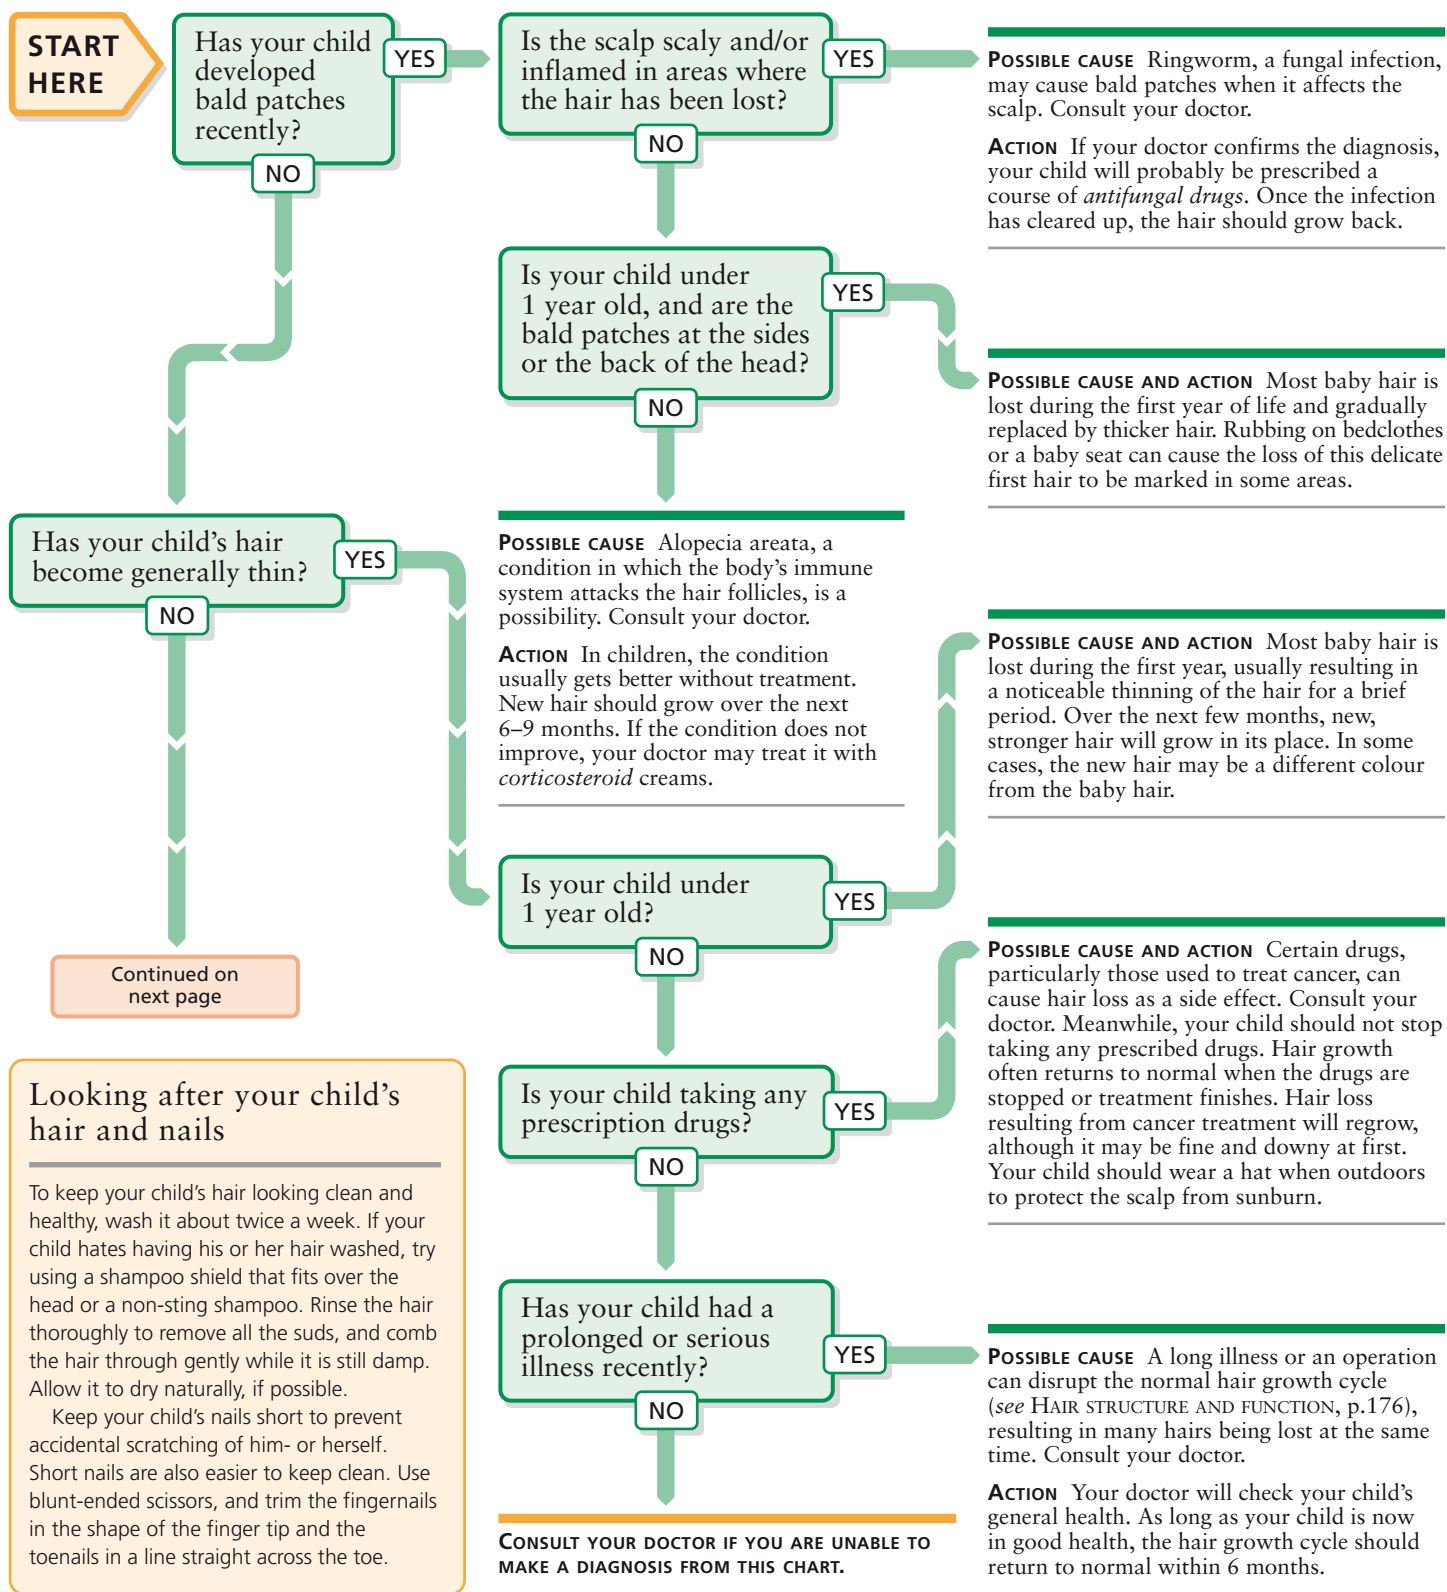 START
HERE
Has your child
developed
bald patches
recently?
YES
NO
Is the scalp scaly and/or
inflamed in areas where
the hair has been lost?
YES
NO
POSSIBLE CAUSE Ringworm, a fungal infection,
may cause bald patches when it affects the
scalp. Consult your doctor.
ACTION If your doctor confirms the diagnosis,
your child will probably be prescribed a
course of antifungal drugs. Once the infection
has cleared up, the hair should grow back.
Is your child under
1 year old, and are the
bald patches at the sides
or the back of the head?
YES
NO
POSSIBLE CAUSE AND ACTION Most baby hair is
lost during the first year of life and gradually
replaced by thicker hair. Rubbing on bedclothes
or a baby seat can cause the loss of this delicate
first hair to be marked in some areas.
Has your child's hair
become generally thin?
YES
NO
POSSIBLE CAUSE Alopecia areata, a
condition in which the body's immune
system attacks the hair follicles, is a
possibility. Consult your doctor.
ACTION In children, the condition
usually gets better without treatment.
New hair should grow over the next
6–9 months. If the condition does not
improve, your doctor may treat it with
corticosteroid creams.
POSSIBLE CAUSE AND ACTION Most baby hair is
lost during the first year, usually resulting in
a noticeable thinning of the hair for a brief
period. Over the next few months, new,
stronger hair will grow in its place. In some
cases, the new hair may be a different colour
from the baby hair.
Is your child under
1 year old?
YES
NO
Continued on
next page
POSSIBLE CAUSE AND ACTION Certain drugs,
particularly those used to treat cancer, can
cause hair loss as a side effect. Consult your
doctor. Meanwhile, your child should not stop
taking any prescribed drugs. Hair growth
often returns to normal when the drugs are
stopped or treatment finishes. Hair loss
resulting from cancer treatment will regrow,
although it may be fine and downy at first.
Your child should wear a hat when outdoors
to protect the scalp from sunburn.
Is your child taking any
prescription drugs?
YES
NO
Looking after your child's
hair and nails
To keep your child's hair looking clean and
healthy, wash it about twice a week. If your
child hates having his or her hair washed, try
using a shampoo shield that fits over the
head or a non-sting shampoo. Rinse the hair
thoroughly to remove all the suds, and comb
the hair through gently while it is still damp.
Allow it to dry naturally, if possible.
Keep your child's nails short to prevent
accidental scratching of him- or herself.
Short nails are also easier to keep clean. Use
blunt-ended scissors, and trim the fingernails
in the shape of the finger tip and the
toenails in a line straight across the toe.
Has your child had a
prolonged or serious
illness recently?
YES
NO
POSSIBLE CAUSE A long illness or an operation
can disrupt the normal hair growth cycle
(see HAIR STRUCTURE AND FUNCTION, p.176),
resulting in many hairs being lost at the same
time. Consult your doctor.
ACTION Your doctor will check your child's
general health. As long as your child is now
in good health, the hair growth cycle should
return to normal within 6 months.
CONSULT YOUR DOCTOR IF YOU ARE UNABLE TO
MAKE A DIAGNOSIS FROM THIS CHART.